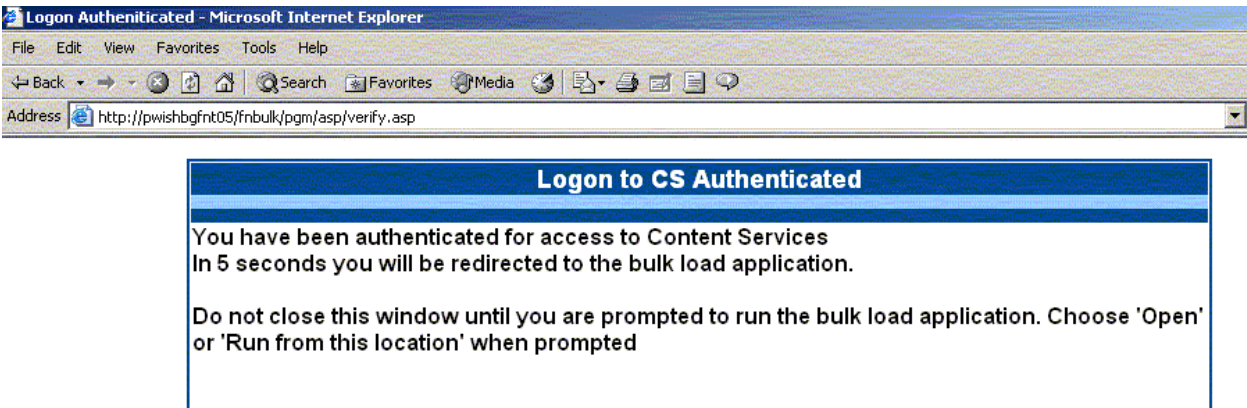 Logon Autheniticated - Microsoft Internet Explorer
File Edit View Favorites Tools Help
Back Search Favorites Media
Address http://pwishbgfnt05/fnbulk/pgm/asp/verify.asp
Logon to CS Authenticated
You have been authenticated for access to Content Services
In 5 seconds you will be redirected to the bulk load application.
Do not close this window until you are prompted to run the bulk load application. Choose 'Open'
or 'Run from this location' when prompted